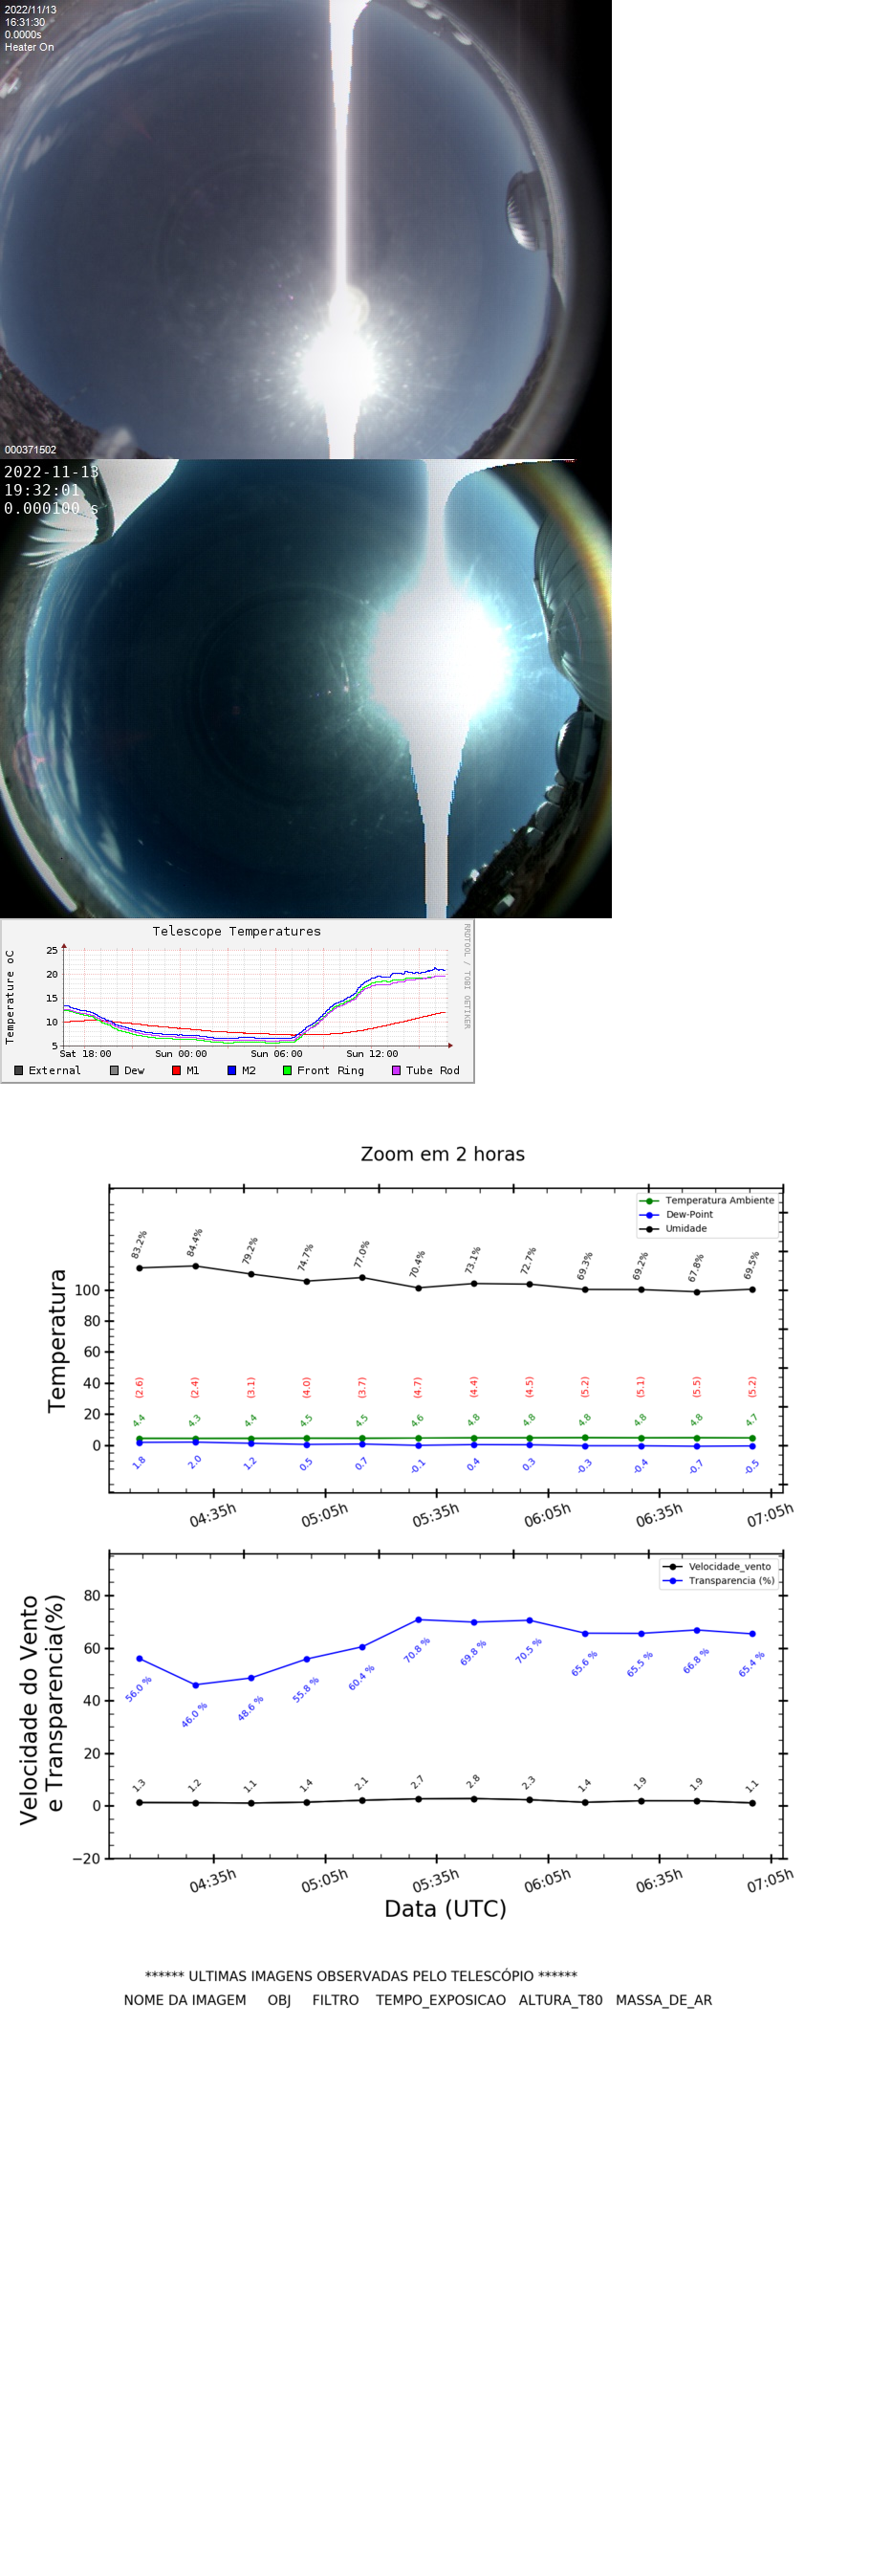 2022/11/13
16:31:30
0.0000s
Heater On
000371502
2022-11-13
19:32:01
0.000100 s
Telescope Temperatures
RRDTOOL / TOBI OETIKER
Temperature oC
25
20
15
10
5
Sat 18:00 Sun 00:00 Sun 06:00 Sun 12:00
External Dew M1 M2 Front Ring Tube Rod
Zoom em 2 horas
Temperatura Ambiente
Dew-Point
Umidade
83.2% 84.4% 79.2% 74.7% 77.0% 70.4% 73.1% 72.7% 69.3% 69.2% 67.8% 69.5%
Temperatura
100
80
60
40
20
0
(2.6) (2.4) (3.1) (4.0) (3.7) (4.7) (4.4) (4.5) (5.2) (5.1) (5.5) (5.2)
4.4 4.3 4.4 4.5 4.5 4.6 4.8 4.8 4.8 4.8 4.8 4.7
1.8 2.0 1.2 0.5 0.7 -0.1 0.4 0.3 -0.3 -0.4 -0.7 -0.5
04:35h 05:05h 05:35h 06:05h 06:35h 07:05h
Velocidade_vento
Transparencia (%)
Velocidade do Vento
e Transparencia(%)
80
60
40
20
0
−20
56.0 % 46.0 % 48.6 % 55.8 % 60.4 % 70.8 % 69.8 % 70.5 % 65.6 % 65.5 % 66.8 % 65.4 %
1.3 1.2 1.1 1.4 2.1 2.7 2.8 2.3 1.4 1.9 1.9 1.1
04:35h 05:05h 05:35h 06:05h 06:35h 07:05h
Data (UTC)
****** ULTIMAS IMAGENS OBSERVADAS PELO TELESCÓPIO ******
NOME DA IMAGEM OBJ FILTRO TEMPO_EXPOSICAO ALTURA_T80 MASSA_DE_AR